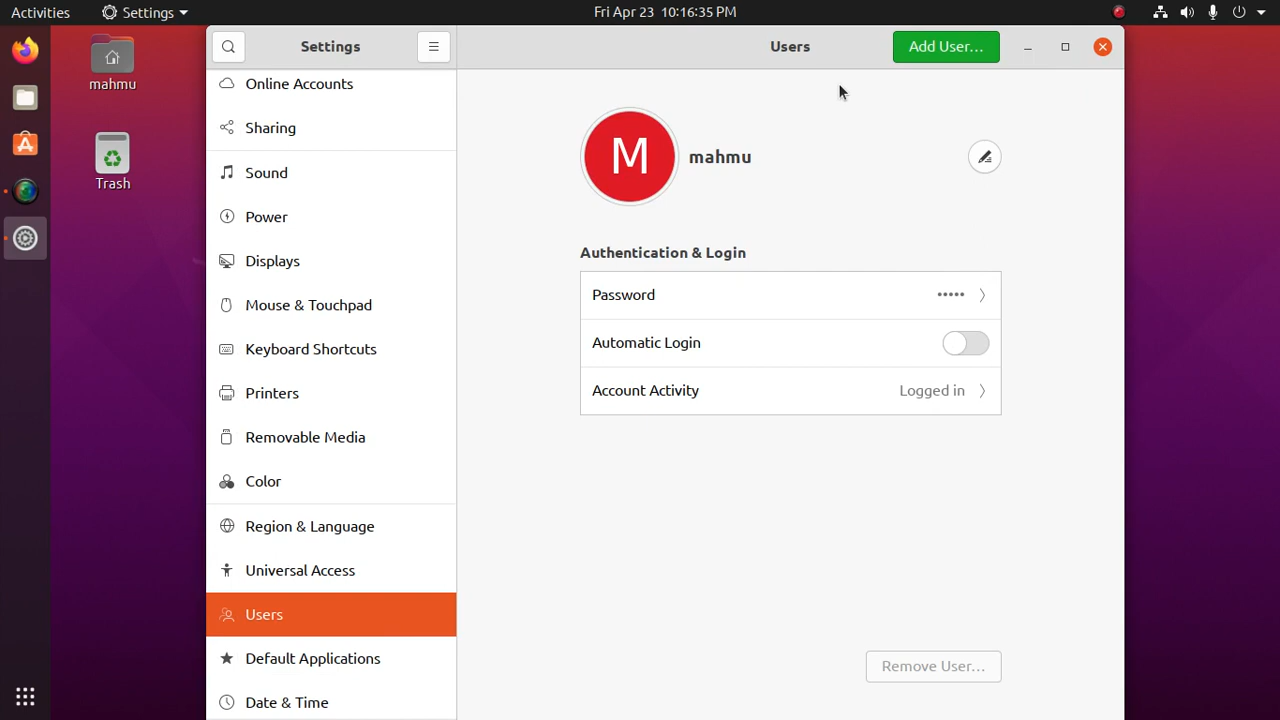 Activities
Settings
Fri Apr 23 10:16:35 PM
mahmu
Trash
Settings
Online Accounts
Sharing
Sound
Power
Displays
Mouse & Touchpad
Keyboard Shortcuts
Printers
Removable Media
Color
Region & Language
Universal Access
Users
Default Applications
Date & Time
Users
Add User...
M
mahmu
Authentication & Login
Password •••••
Automatic Login
Account Activity Logged in
Remove User...